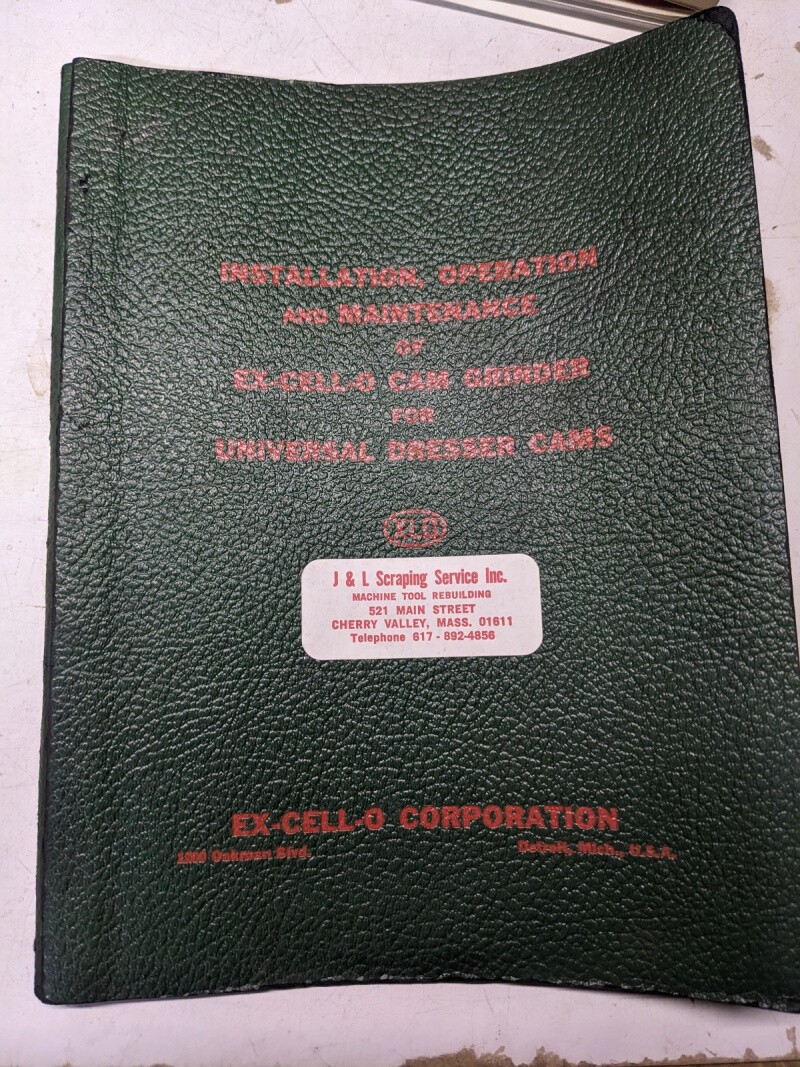 INSTALLATION, OPERATION
AND MAINTENANCE
OF
EX-CELL-O CAM GRINDER
FOR
UNIVERSAL DRESSER CAMS
XLO
J & L Scraping Service Inc.
MACHINE TOOL REBUILDING
521 MAIN STREET
CHERRY VALLEY, MASS. 01611
Telephone 617 - 892-4856
EX-CELL-O CORPORATION
1200 Oakman Blvd. Detroit, Mich., U.S.A.